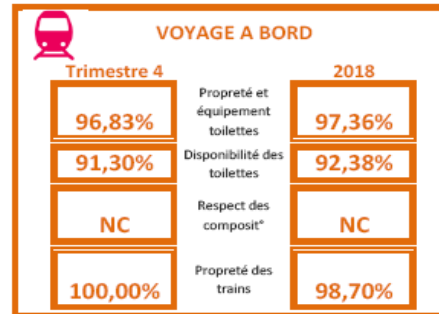 VOYAGE A BORD
Trimestre 4
2018
96,83%
Propreté et
équipement
toilettes
97,36%
91,30%
Disponibilité des
toilettes
92,38%
NC
Respect des
composit°
NC
100,00%
Propreté des
trains
98,70%